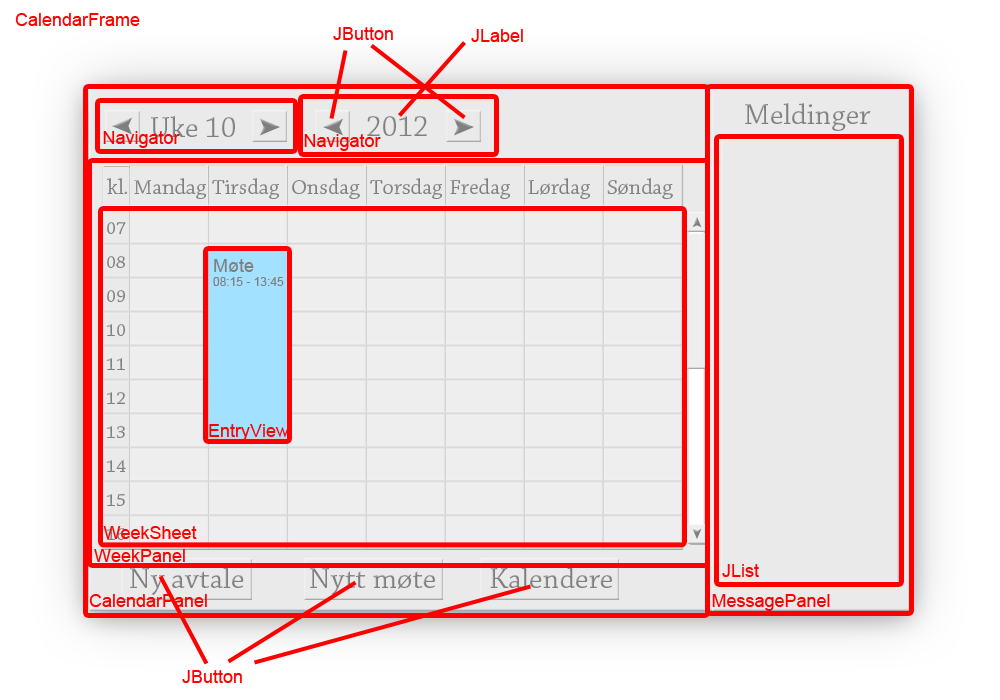 CalendarFrame
JButton
JLabel
Uke 10
Navigator
2012
Navigator
Meldinger
kl. Mandag Tirsdag Onsdag Torsdag Fredag Lørdag Søndag
07
08
Møte
08:15 - 13:45
09
10
11
12
13
EntryView
14
15
16
WeekSheet
WeekPanel
JList
Ny avtale Nytt møte Kalendere
CalendarPanel
MessagePanel
JButton